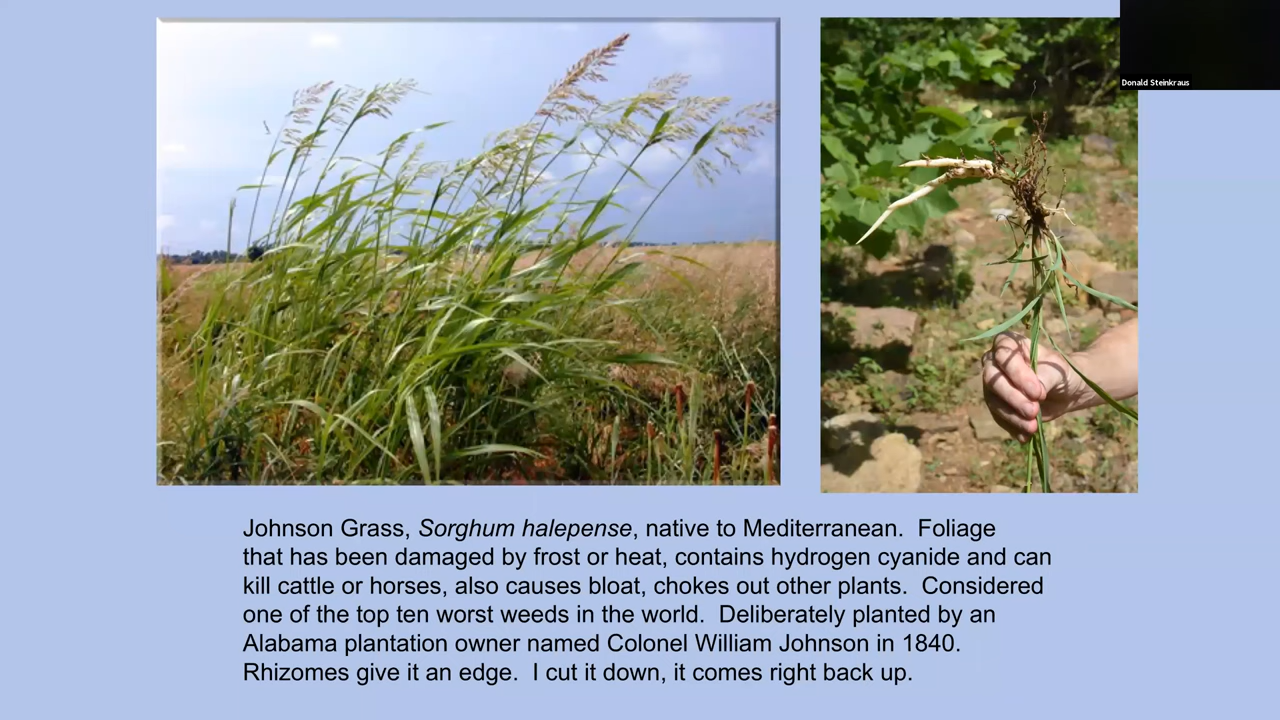 Donald Steinkraus
Johnson Grass, Sorghum halepense, native to Mediterranean.  Foliage
that has been damaged by frost or heat, contains hydrogen cyanide and can
kill cattle or horses, also causes bloat, chokes out other plants.  Considered
one of the top ten worst weeds in the world.  Deliberately planted by an
Alabama plantation owner named Colonel William Johnson in 1840.
Rhizomes give it an edge.  I cut it down, it comes right back up.